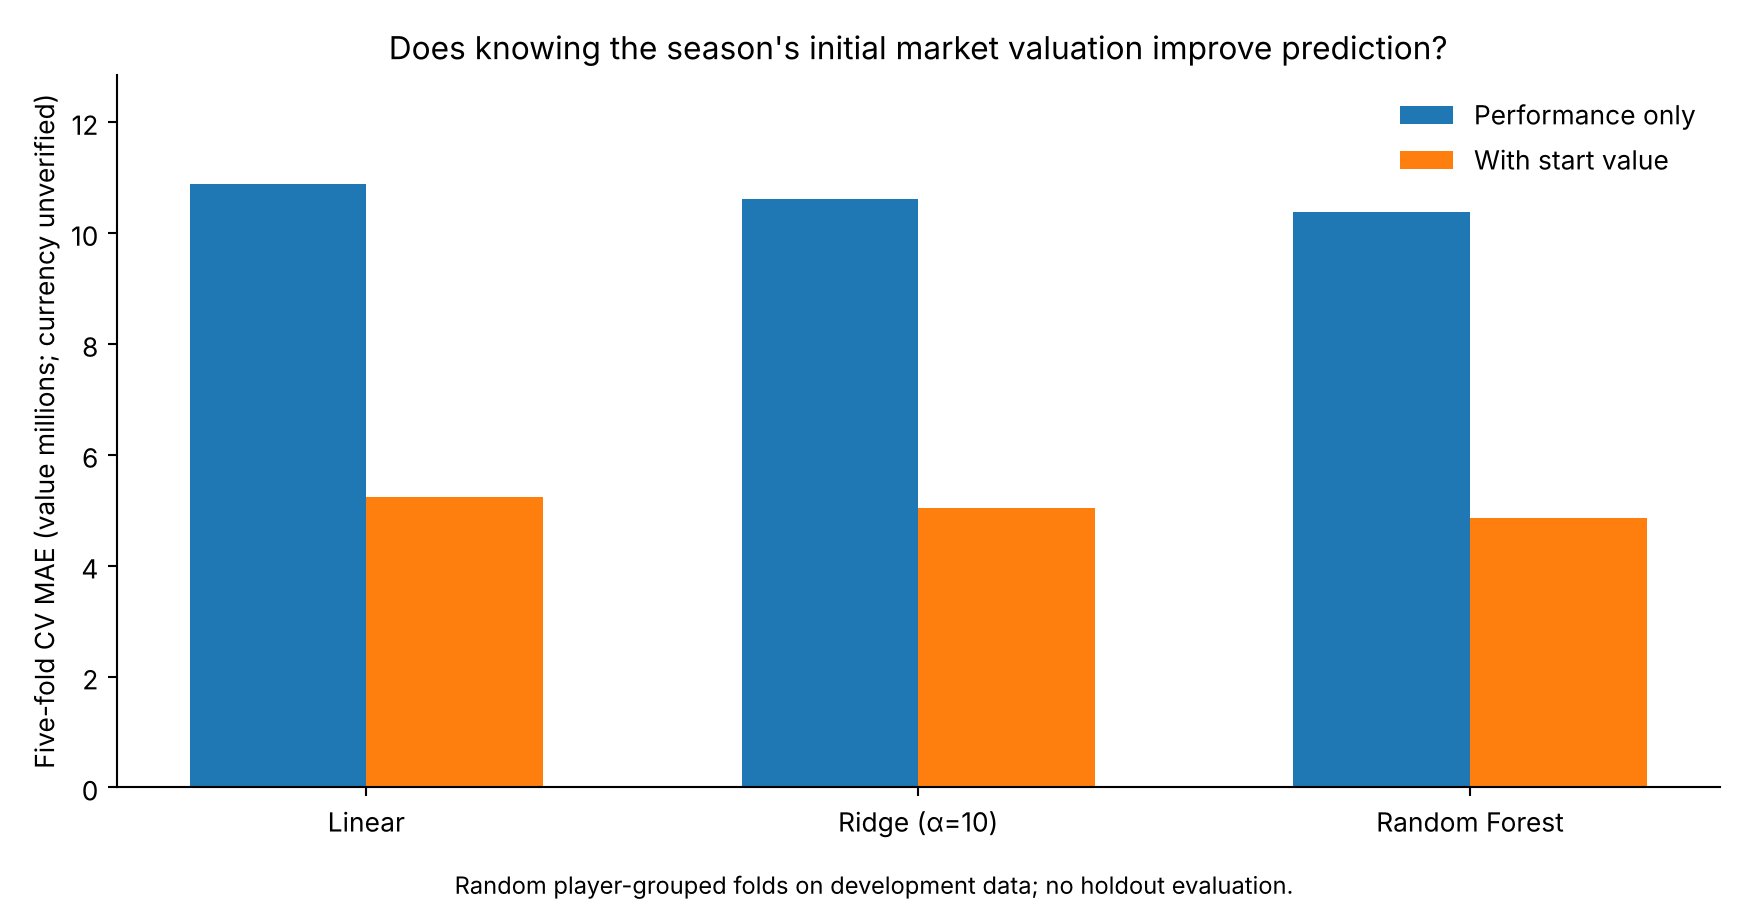 Does knowing the season's initial market valuation improve prediction?
Performance only
With start value
Five-fold CV MAE (value millions; currency unverified)
12
10
8
6
4
2
0
Linear
Ridge (α=10)
Random Forest
Random player-grouped folds on development data; no holdout evaluation.